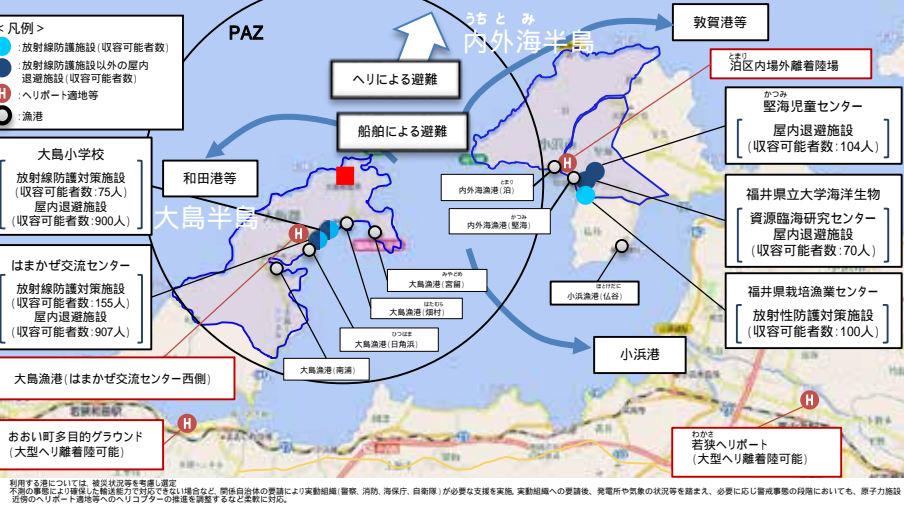 < 凡例 >
:放射線防護施設(収容可能者数)
:放射線防護施設以外の屋内
退避施設(収容可能者数)
H :ヘリポート適地等
:漁港
PAZ
うちとみ
内外海半島
敦賀港等
ヘリによる避難
船舶による避難
とまり
泊区内場外離着陸場
かつみ
堅海児童センター
屋内退避施設
(収容可能者数:104人)
大島小学校
放射線防護対策施設
(収容可能者数:75人)
屋内退避施設
(収容可能者数:900人)
和田港等
大島半島
H
H
とまり
内外海漁港(泊)
かつみ
内外海漁港(堅海)
福井県立大学海洋生物
資源臨海研究センター
屋内退避施設
(収容可能者数:70人)
はまかぜ交流センター
放射線防護対策施設
(収容可能者数:155人)
屋内退避施設
(収容可能者数:907人)
みやどめ
大島漁港(宮留)
はたむら
大島漁港(畑村)
ひつはま
大島漁港(日角浜)
大島漁港(南浦)
ほとけだに
小浜漁港(仏谷)
福井県栽培漁業センター
放射性防護対策施設
(収容可能者数:100人)
小浜港
大島漁港(はまかぜ交流センター西側)
若狭和田駅
H
H
おおい町多目的グラウンド
(大型ヘリ離着陸可能)
わかさ
若狭ヘリポート
(大型ヘリ離着陸可能)
利用する港については、被災状況等を考慮し選定
不測の事態により確保した輸送能力で対応できない場合など、関係自治体の要請により実動組織(警察、消防、海保庁、自衛隊)が必要な支援を実施。実動組織への要請後、発電所や気象の状況等を踏まえ、必要に応じ警戒事態の段階においても、原子力施設
近傍のヘリポート適地等へのヘリコプターの推進を調整するなど柔軟に対応。